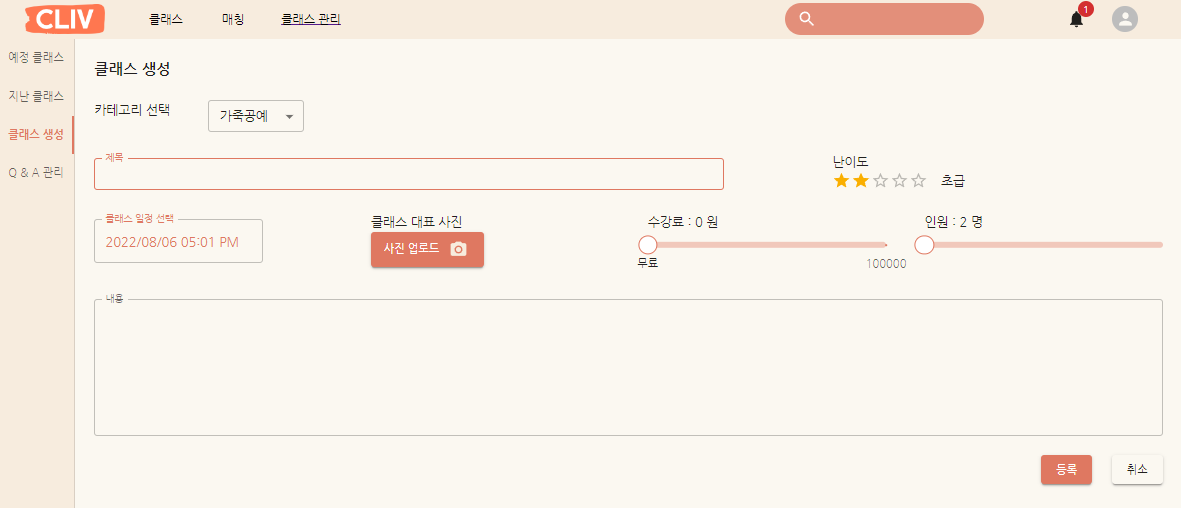 CLIV 클래스 매칭 클래스 관리 1
예정 클래스
지난 클래스
클래스 생성
Q & A 관리
클래스 생성
카테고리 선택 가죽공예
제목
난이도
초급
클래스 일정 선택
2022/08/06 05:01 PM
클래스 대표 사진
사진 업로드
수강료 : 0 원
무료 100000
인원 : 2 명
내용
등록 취소